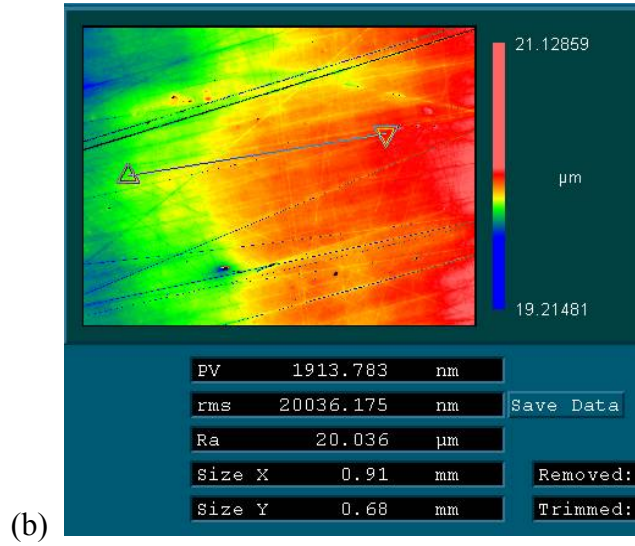 21.12859
µm
19.21481
PV 1913.783 nm
rms 20036.175 nm Save Data
Ra 20.036 µm
Size X 0.91 mm Removed:
Size Y 0.68 mm Trimmed:
(b)